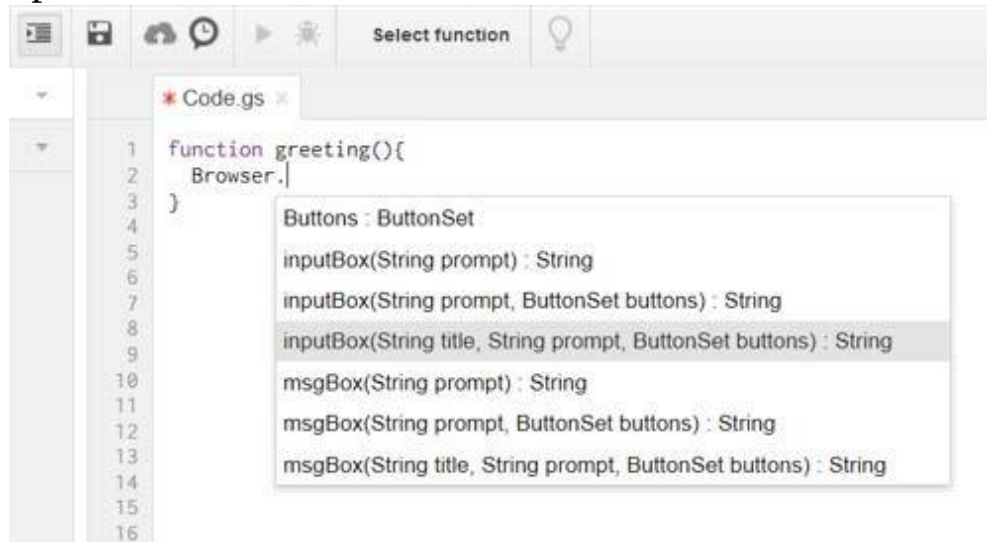 Select function
* Code.gs ×
1 function greeting(){
2 Browser.
3 }
4
5
6
7
8
9
10
11
12
13
14
15
16
Buttons : ButtonSet
inputBox(String prompt) : String
inputBox(String prompt, ButtonSet buttons) : String
inputBox(String title, String prompt, ButtonSet buttons) : String
msgBox(String prompt) : String
msgBox(String prompt, ButtonSet buttons) : String
msgBox(String title, String prompt, ButtonSet buttons) : String